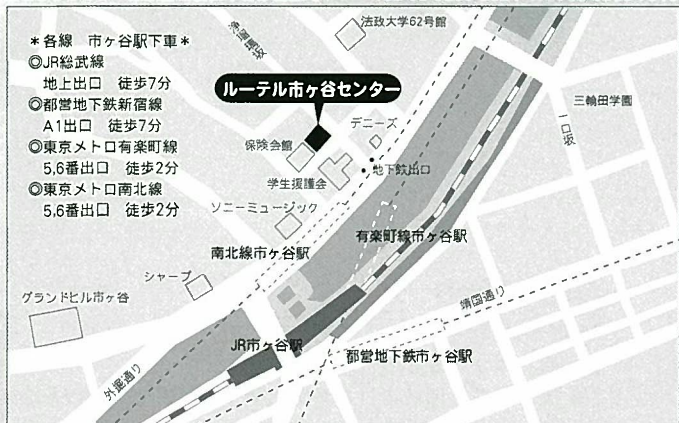 ＊各線　市ヶ谷駅下車＊
◎JR総武線
地上出口　徒歩7分
◎都営地下鉄新宿線
A1出口　徒歩7分
◎東京メトロ有楽町線
5,6番出口　徒歩2分
◎東京メトロ南北線
5,6番出口　徒歩2分
浄瑠璃坂
法政大学62号館
ルーテル市ヶ谷センター
デニーズ
三輪田学園
一口坂
保険会館
学生援護会
地下鉄出口
ソニーミュージック
有楽町線市ヶ谷駅
南北線市ヶ谷駅
シャープ
グランドヒル市ヶ谷
靖国通り
JR市ヶ谷駅
都営地下鉄市ヶ谷駅
外掘通り